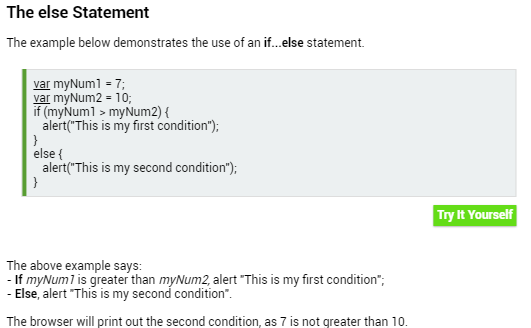 The else Statement
The example below demonstrates the use of an if...else statement.
var myNum1 = 7;
var myNum2 = 10;
if (myNum1 > myNum2) {
alert("This is my first condition");
}
else {
alert("This is my second condition");
}
Try It Yourself
The above example says:
- If myNum1 is greater than myNum2, alert "This is my first condition";
- Else, alert "This is my second condition".
The browser will print out the second condition, as 7 is not greater than 10.